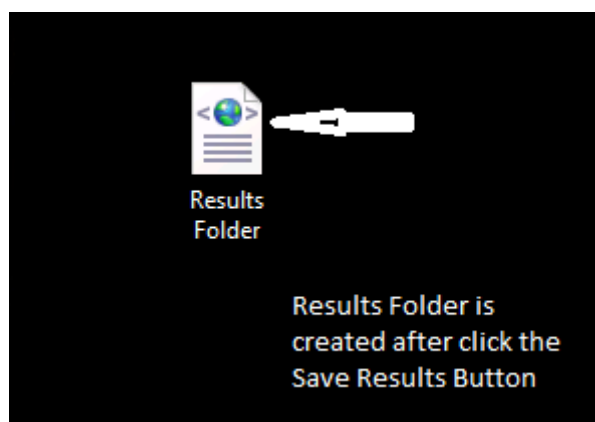 Results
Folder
Results Folder is
created after click the
Save Results Button